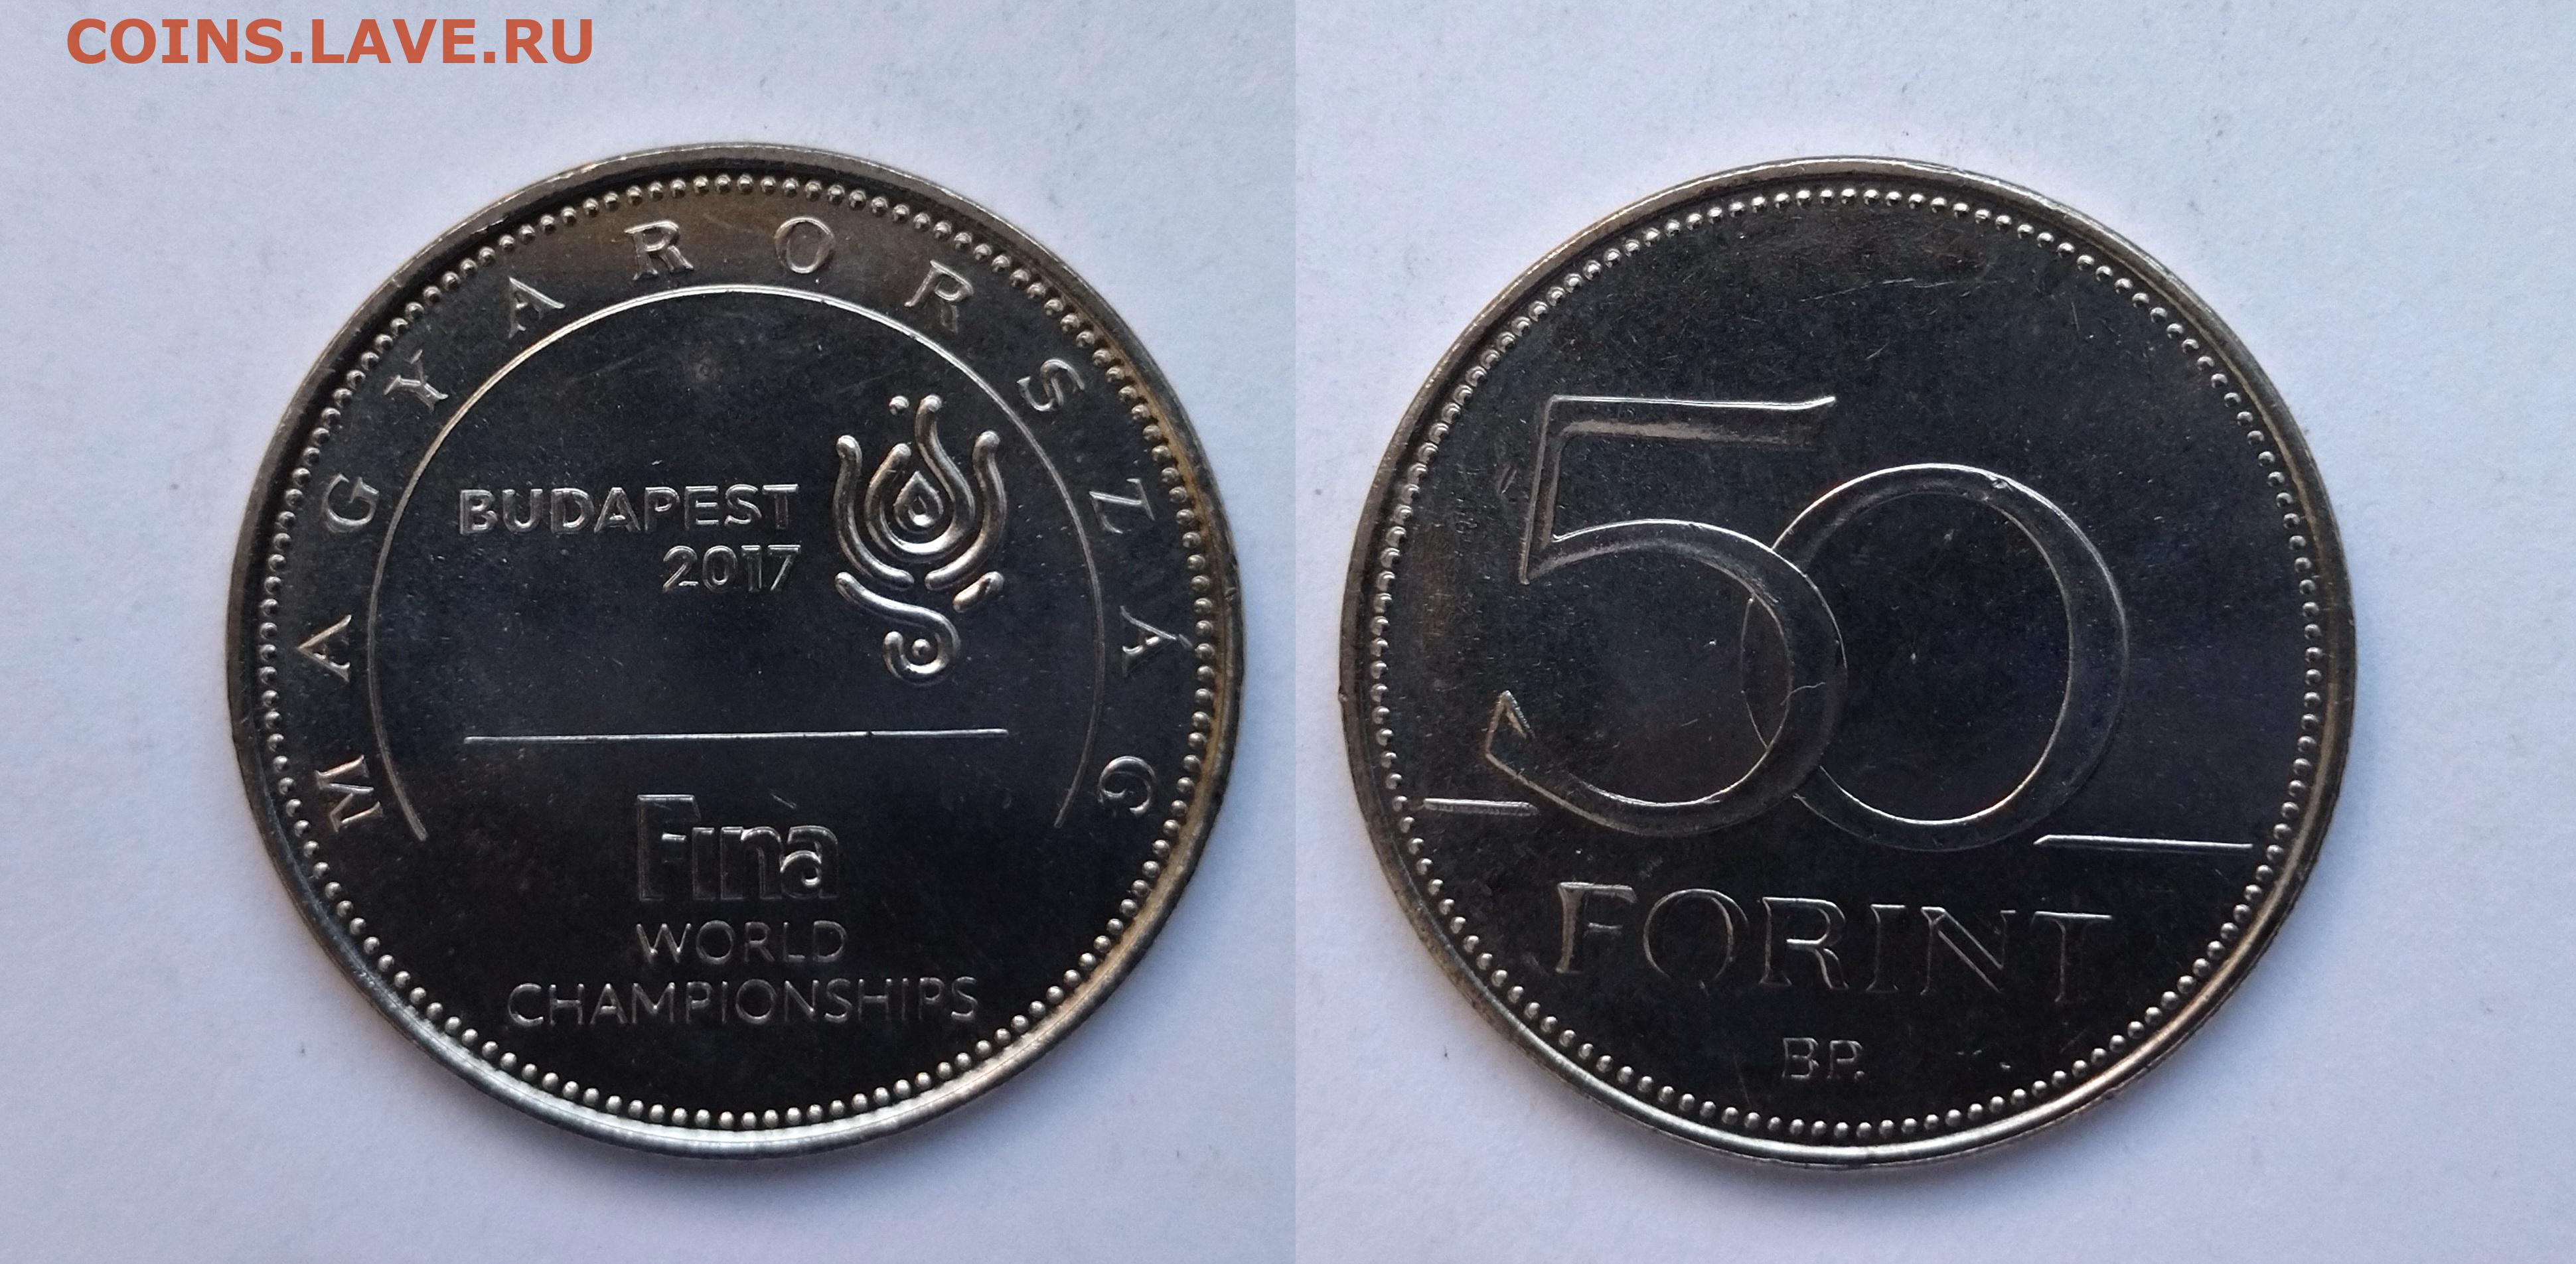 COINS.LAVE.RU
MAGYARORSZÁG
BUDAPEST
2017
Fina
WORLD
CHAMPIONSHIPS
50
FORINT
BP.